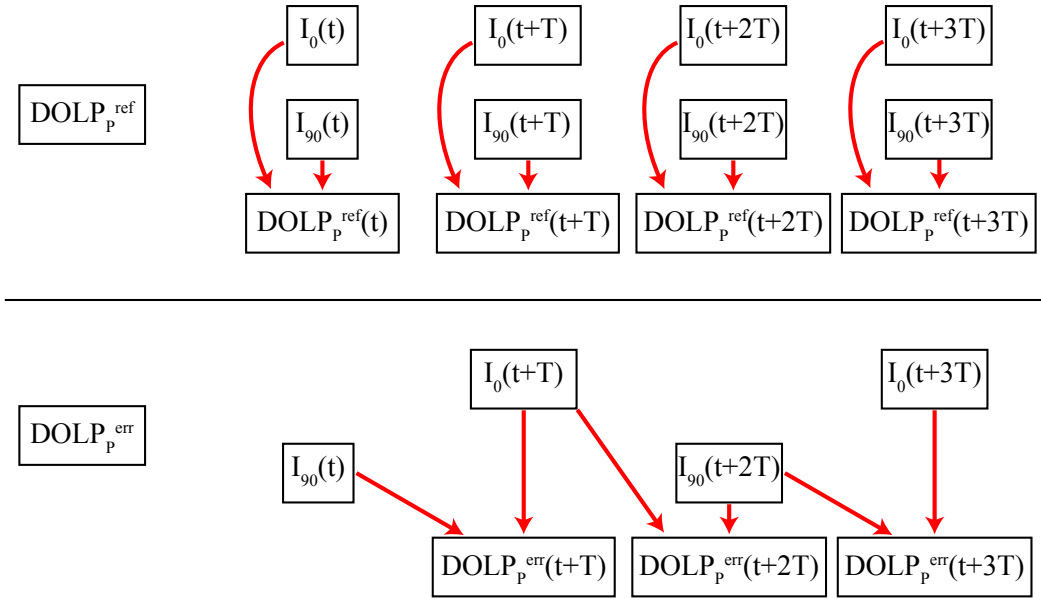 I₀(t) I₀(t+T) I₀(t+2T) I₀(t+3T)
DOLPₚʳᵉᶠ
I₉₀(t) I₉₀(t+T) I₉₀(t+2T) I₉₀(t+3T)
DOLPₚʳᵉᶠ(t) DOLPₚʳᵉᶠ(t+T) DOLPₚʳᵉᶠ(t+2T) DOLPₚʳᵉᶠ(t+3T)
I₀(t+T) I₀(t+3T)
DOLPₚᵉʳʳ
I₉₀(t) I₉₀(t+2T)
DOLPₚᵉʳʳ(t+T) DOLPₚᵉʳʳ(t+2T) DOLPₚᵉʳʳ(t+3T)